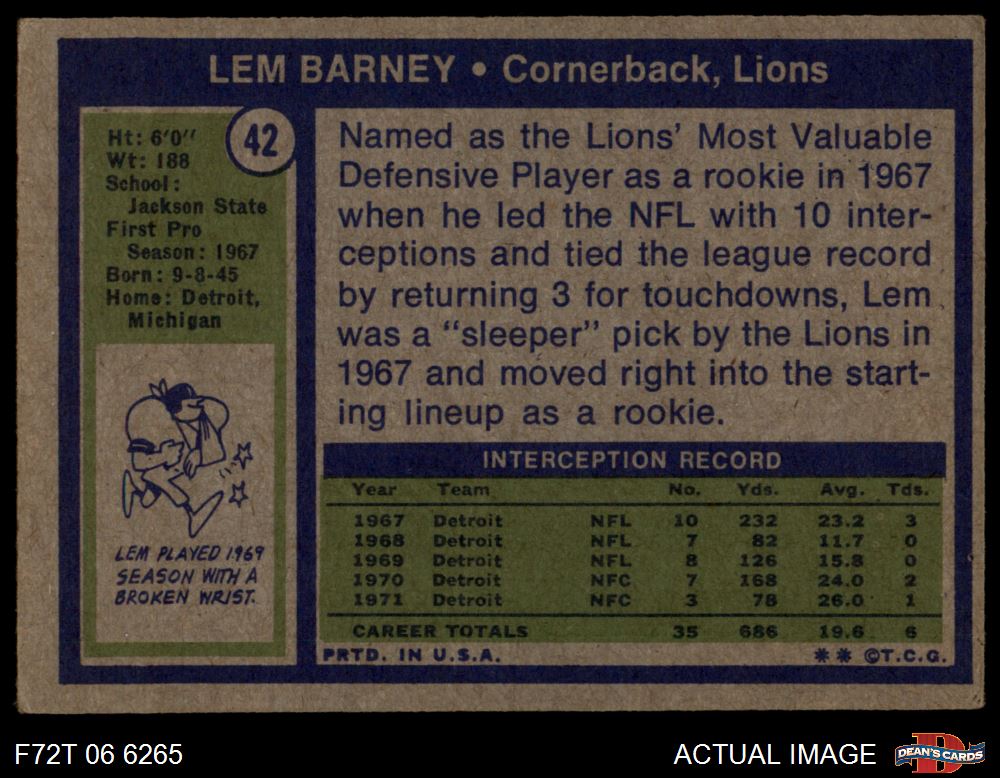 LEM BARNEY • Cornerback, Lions
42
Ht: 6'0"
Wt: 188
School:
Jackson State
First Pro
Season: 1967
Born: 9-8-45
Home: Detroit,
Michigan
LEM PLAYED 1969
SEASON WITH A
BROKEN WRIST.
Named as the Lions' Most Valuable
Defensive Player as a rookie in 1967
when he led the NFL with 10 inter-
ceptions and tied the league record
by returning 3 for touchdowns, Lem
was a "sleeper" pick by the Lions in
1967 and moved right into the start-
ing lineup as a rookie.
INTERCEPTION RECORD
Year Team No. Yds. Avg. Tds.
1967 Detroit NFL 10 232 23.2 3
1968 Detroit NFL 7 82 11.7 0
1969 Detroit NFL 8 126 15.8 0
1970 Detroit NFC 7 168 24.0 2
1971 Detroit NFC 3 78 26.0 1
CAREER TOTALS 35 686 19.6 6
PRTD. IN U.S.A. ** ©T.C.G.
F72T 06 6265 ACTUAL IMAGE DEAN'S CARDS